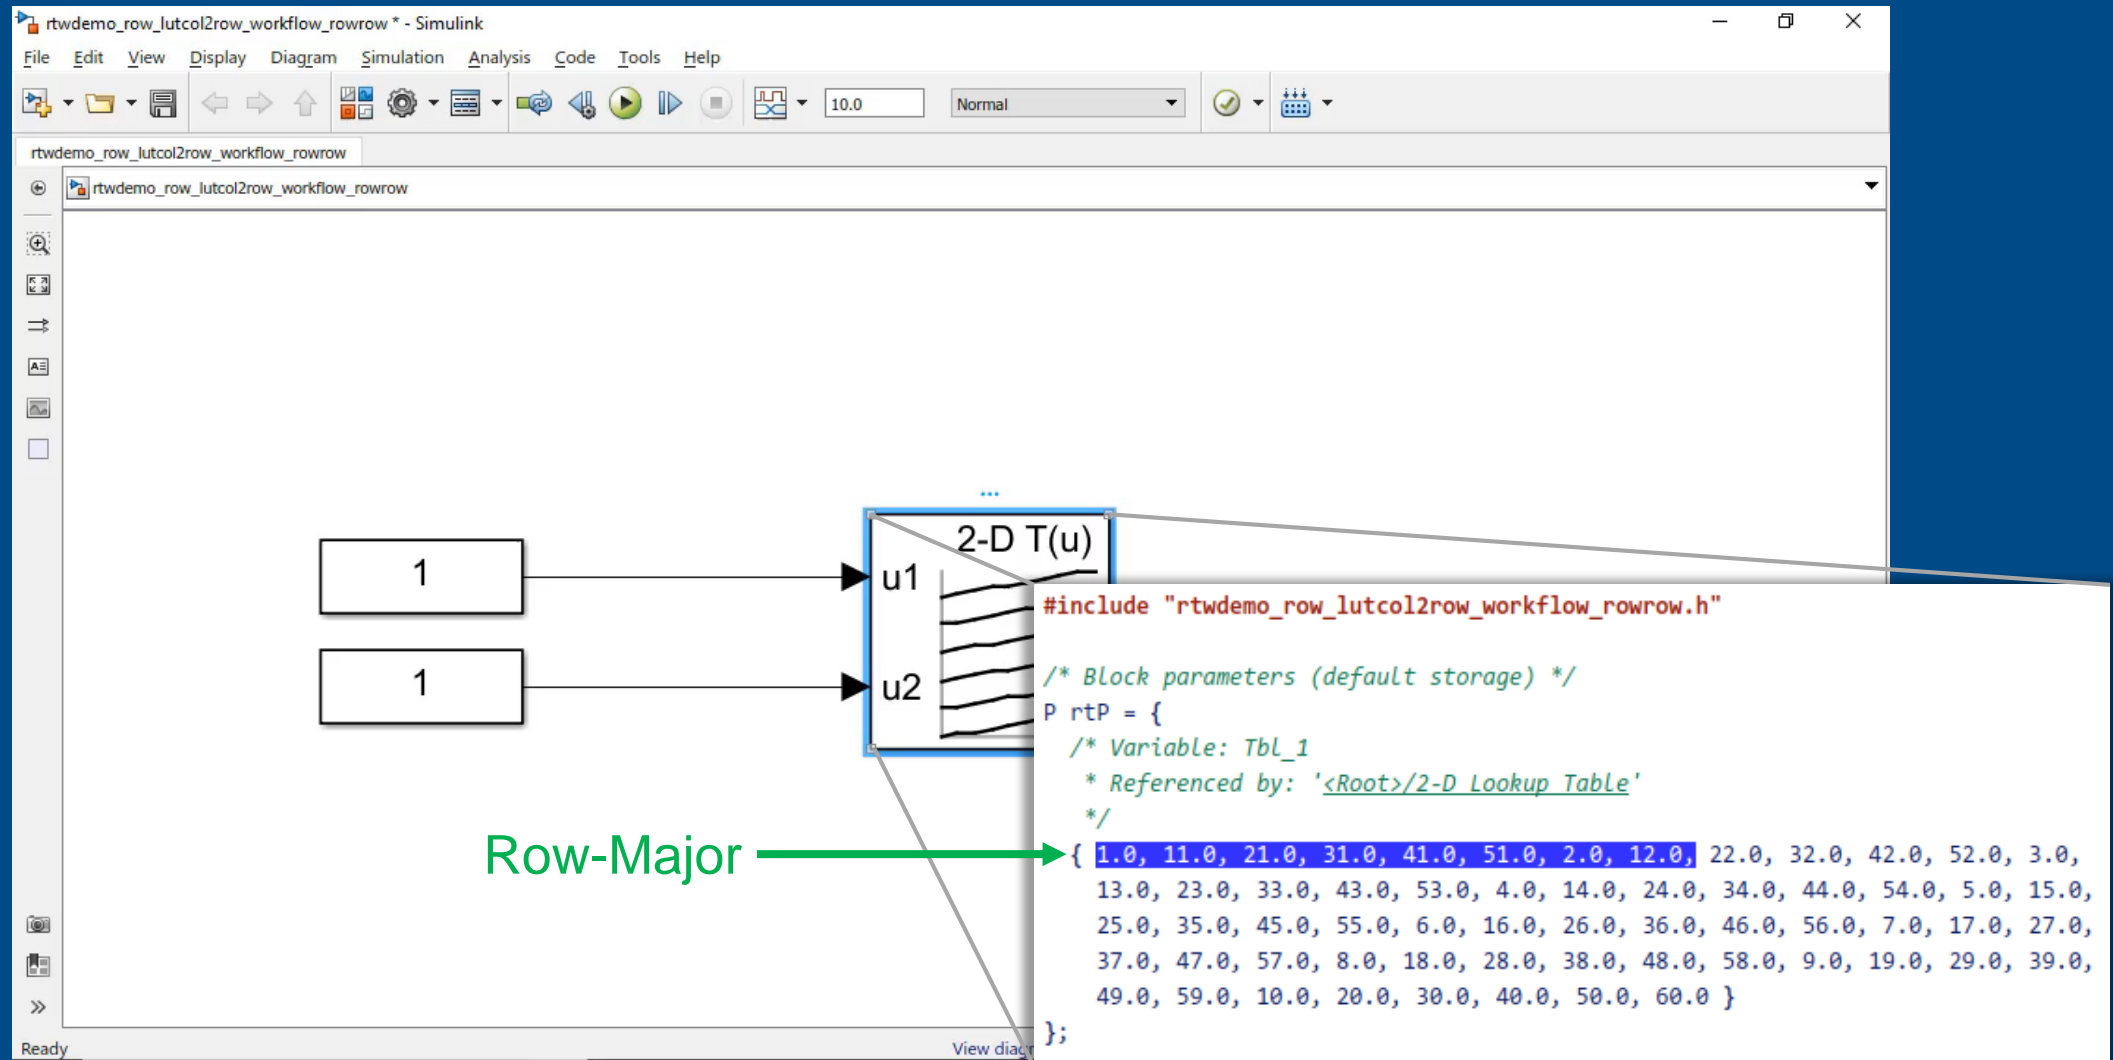 rtwdemo_row_lutcol2row_workflow_rowrow * - Simulink
File Edit View Display Diagram Simulation Analysis Code Tools Help
10.0 Normal
rtwdemo_row_lutcol2row_workflow_rowrow
rtwdemo_row_lutcol2row_workflow_rowrow
2-D T(u)
1
u1
1
u2
#include "rtwdemo_row_lutcol2row_workflow_rowrow.h"
/* Block parameters (default storage) */
P rtP = {
/* Variable: Tbl_1
* Referenced by: '<Root>/2-D Lookup Table'
*/
Row-Major
{ 1.0, 11.0, 21.0, 31.0, 41.0, 51.0, 2.0, 12.0, 22.0, 32.0, 42.0, 52.0, 3.0,
13.0, 23.0, 33.0, 43.0, 53.0, 4.0, 14.0, 24.0, 34.0, 44.0, 54.0, 5.0, 15.0,
25.0, 35.0, 45.0, 55.0, 6.0, 16.0, 26.0, 36.0, 46.0, 56.0, 7.0, 17.0, 27.0,
37.0, 47.0, 57.0, 8.0, 18.0, 28.0, 38.0, 48.0, 58.0, 9.0, 19.0, 29.0, 39.0,
49.0, 59.0, 10.0, 20.0, 30.0, 40.0, 50.0, 60.0 }
};
Ready
View